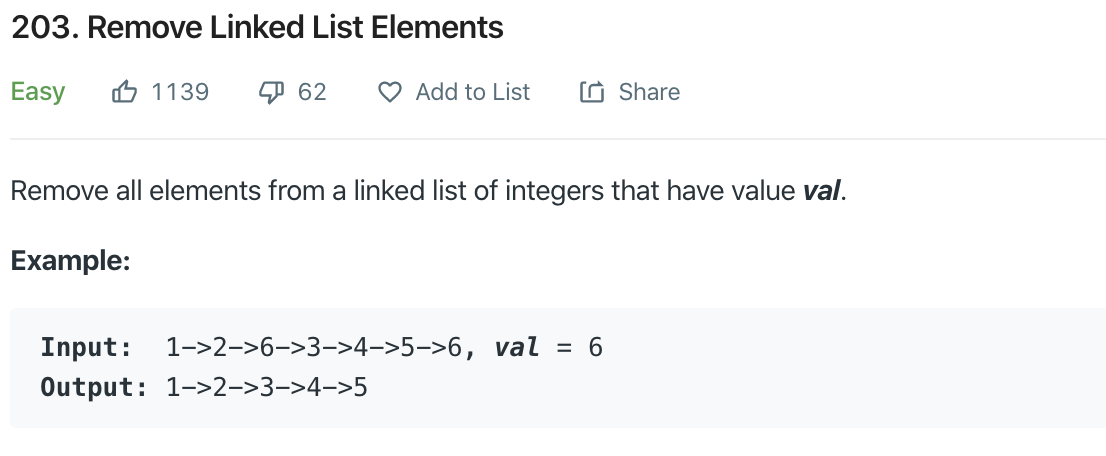 203. Remove Linked List Elements
Easy 1139 62 Add to List Share
Remove all elements from a linked list of integers that have value val.
Example:
Input:  1->2->6->3->4->5->6, val = 6
Output: 1->2->3->4->5